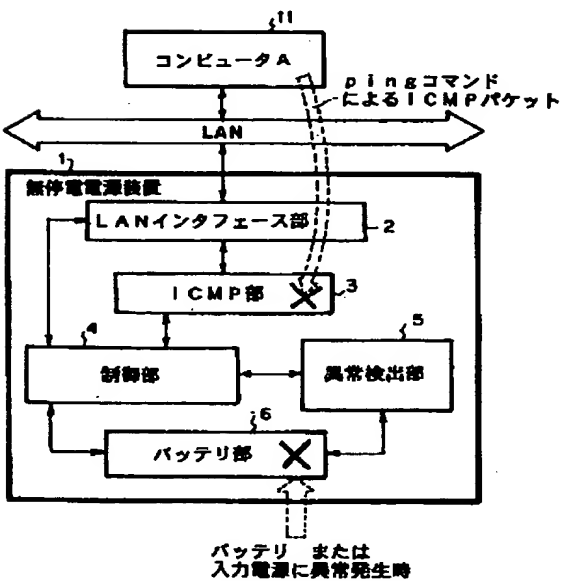 11
コンピュータA
pingコマンド
によるICMPパケット
LAN
1
無停電電源装置
LANインタフェース部
2
ICMP部
3
4
制御部
5
異常検出部
6
バッテリ部
バッテリ または
入力電源に異常発生時